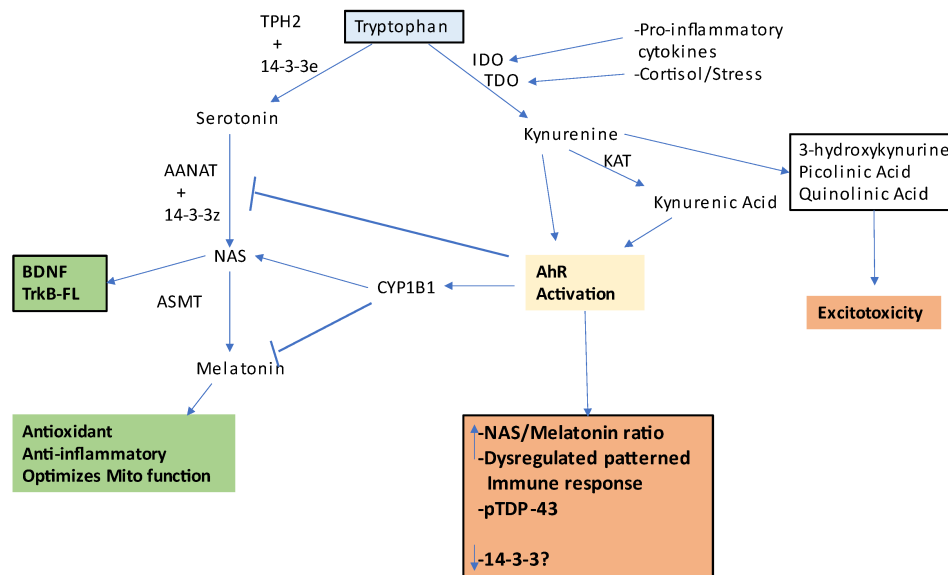 TPH2
+
14-3-3e
Tryptophan
-Pro-inflammatory
cytokines
-Cortisol/Stress
IDO
TDO
Serotonin
Kynurenine
KAT
3-hydroxykynurine
Picolinic Acid
Quinolinic Acid
AANAT
+
14-3-3z
Kynurenic Acid
NAS
BDNF
TrkB-FL
ASMT
CYP1B1
AhR
Activation
Excitotoxicity
Melatonin
Antioxidant
Anti-inflammatory
Optimizes Mito function
-NAS/Melatonin ratio
-Dysregulated patterned
Immune response
-pTDP-43
-14-3-3?